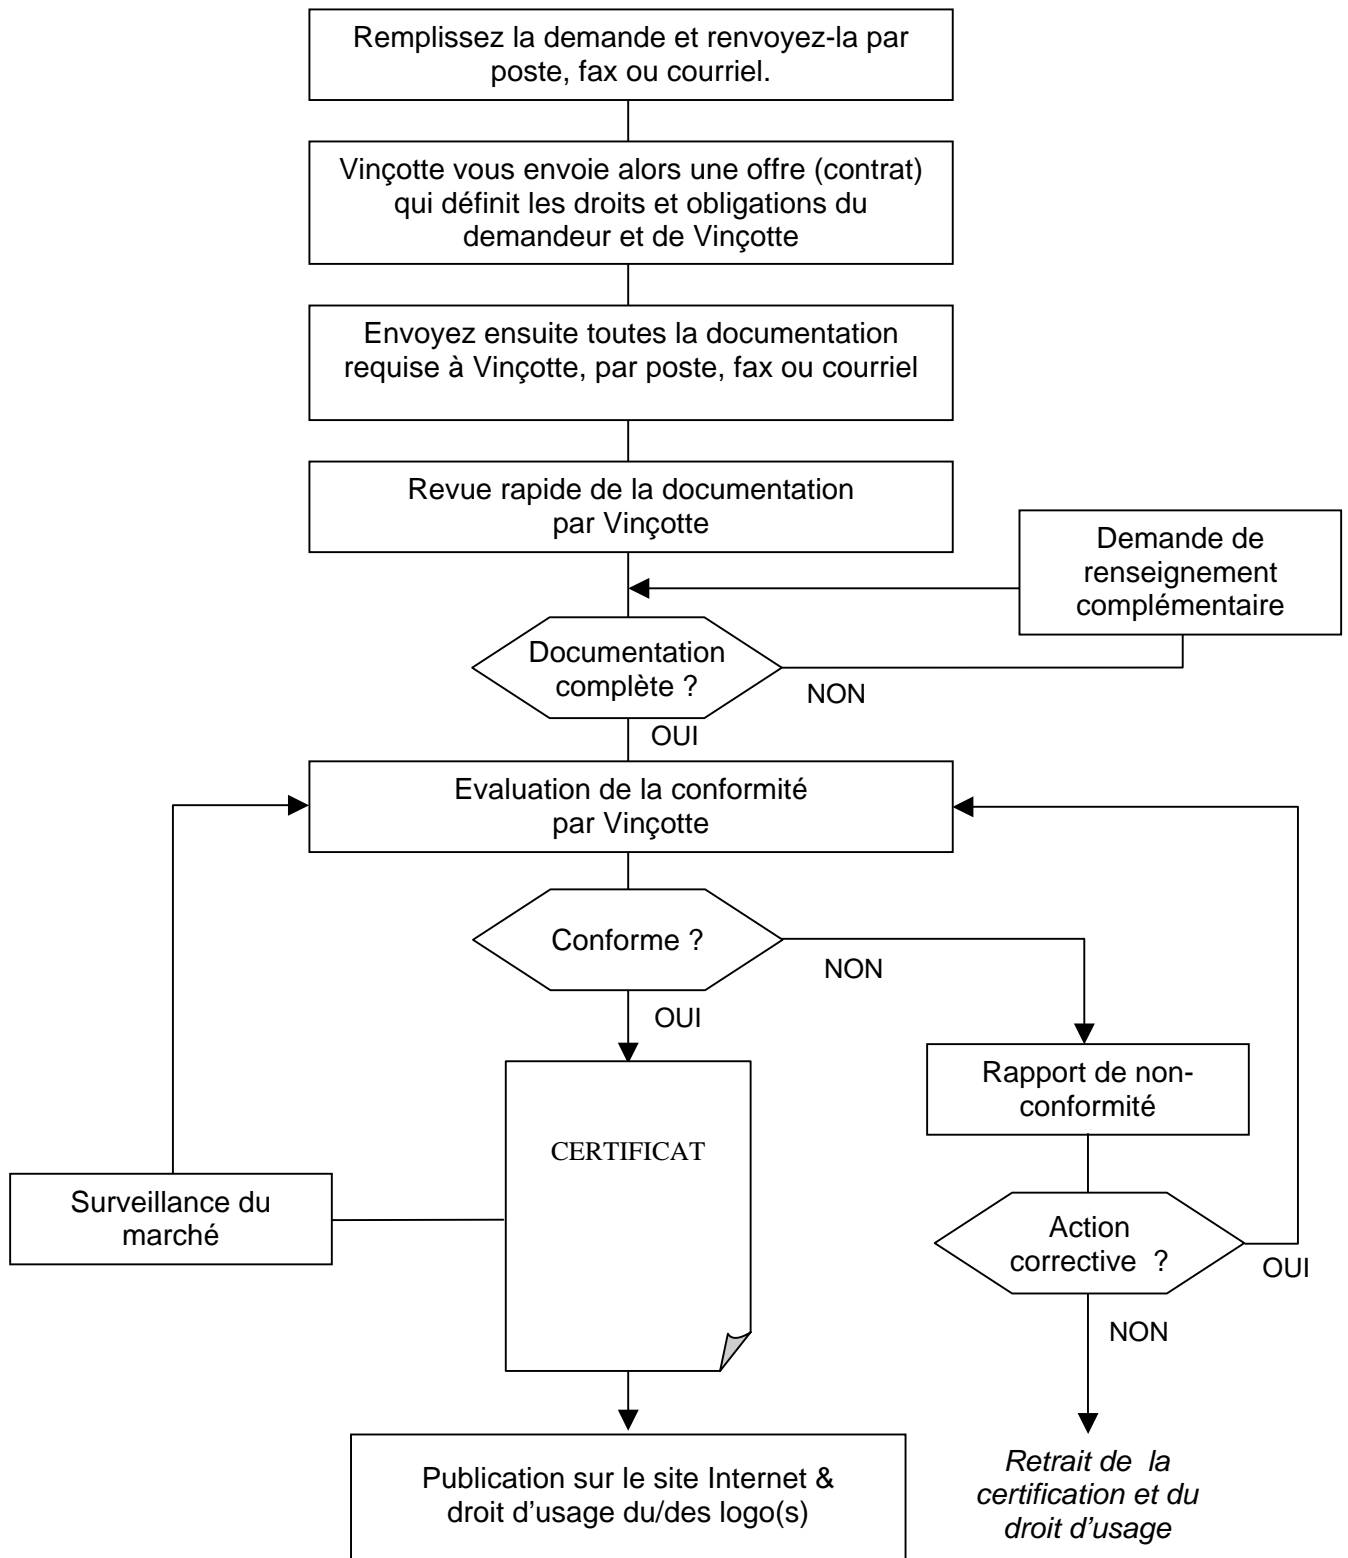 Remplissez la demande et renvoyez-la par
poste, fax ou courriel.
Vinçotte vous envoie alors une offre (contrat)
qui définit les droits et obligations du
demandeur et de Vinçotte
Envoyez ensuite toutes la documentation
requise à Vinçotte, par poste, fax ou courriel
Revue rapide de la documentation
par Vinçotte
Demande de
renseignement
complémentaire
Documentation
complète ?
NON
OUI
Evaluation de la conformité
par Vinçotte
Conforme ?
NON
OUI
Rapport de non-
conformité
CERTIFICAT
Surveillance du
marché
Action
corrective  ?
OUI
NON
Publication sur le site Internet &
droit d’usage du/des logo(s)
Retrait de  la
certification et du
droit d’usage